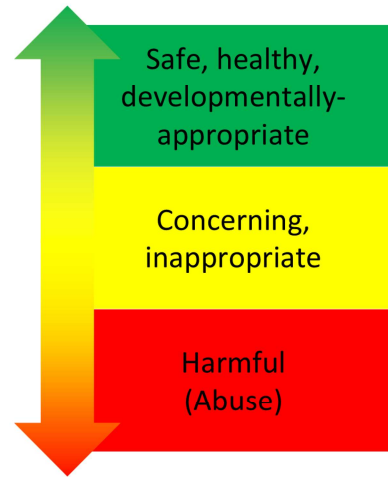 Safe, healthy,
developmentally-
appropriate
Concerning,
inappropriate
Harmful
(Abuse)